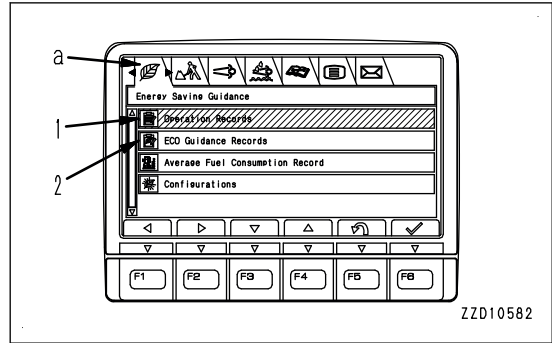 a
Energy Saving Guidance
1
Operation Records
2
ECO Guidance Records
Average Fuel Consumption Record
Configurations
F1 F2 F3 F4 F5 F6
ZZD10582